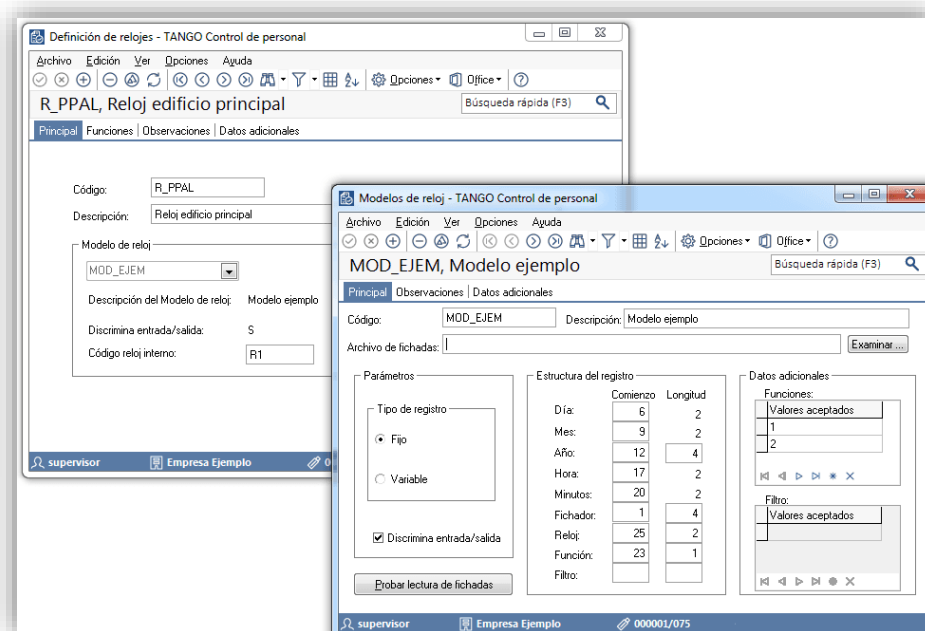 Definición de relojes - TANGO Control de personal
Archivo Edición Ver Opciones Ayuda
Opciones Office
R_PPAL, Reloj edificio principal
Búsqueda rápida (F3)
Principal Funciones Observaciones Datos adicionales
Código: R_PPAL
Descripción: Reloj edificio principal
Modelo de reloj
MOD_EJEM
Descripción del Modelo de reloj: Modelo ejemplo
Discrimina entrada/salida: S
Código reloj interno: R1
supervisor Empresa Ejemplo
Modelos de reloj - TANGO Control de personal
Archivo Edición Ver Opciones Ayuda
Opciones Office
MOD_EJEM, Modelo ejemplo
Búsqueda rápida (F3)
Principal Observaciones Datos adicionales
Código: MOD_EJEM Descripción: Modelo ejemplo
Archivo de fichadas: Examinar ...
Parámetros
Tipo de registro
Fijo
Variable
Discrimina entrada/salida
Probar lectura de fichadas
Estructura del registro
Comienzo Longitud
Día: 6 2
Mes: 9 2
Año: 12 4
Hora: 17 2
Minutos: 20 2
Fichador: 1 4
Reloj: 25 2
Función: 23 1
Filtro:
Datos adicionales
Funciones:
Valores aceptados
1
2
Filtro:
Valores aceptados
supervisor Empresa Ejemplo 000001/075